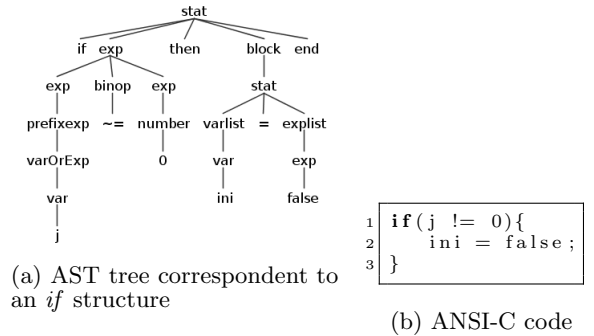 stat
if exp then block end
exp binop exp stat
prefixexp ~= number varlist = explist
varOrExp 0 var exp
var ini false
j
(a) AST tree correspondent to
an if structure
1 if(j != 0){
2 ini = false;
3 }
(b) ANSI-C code